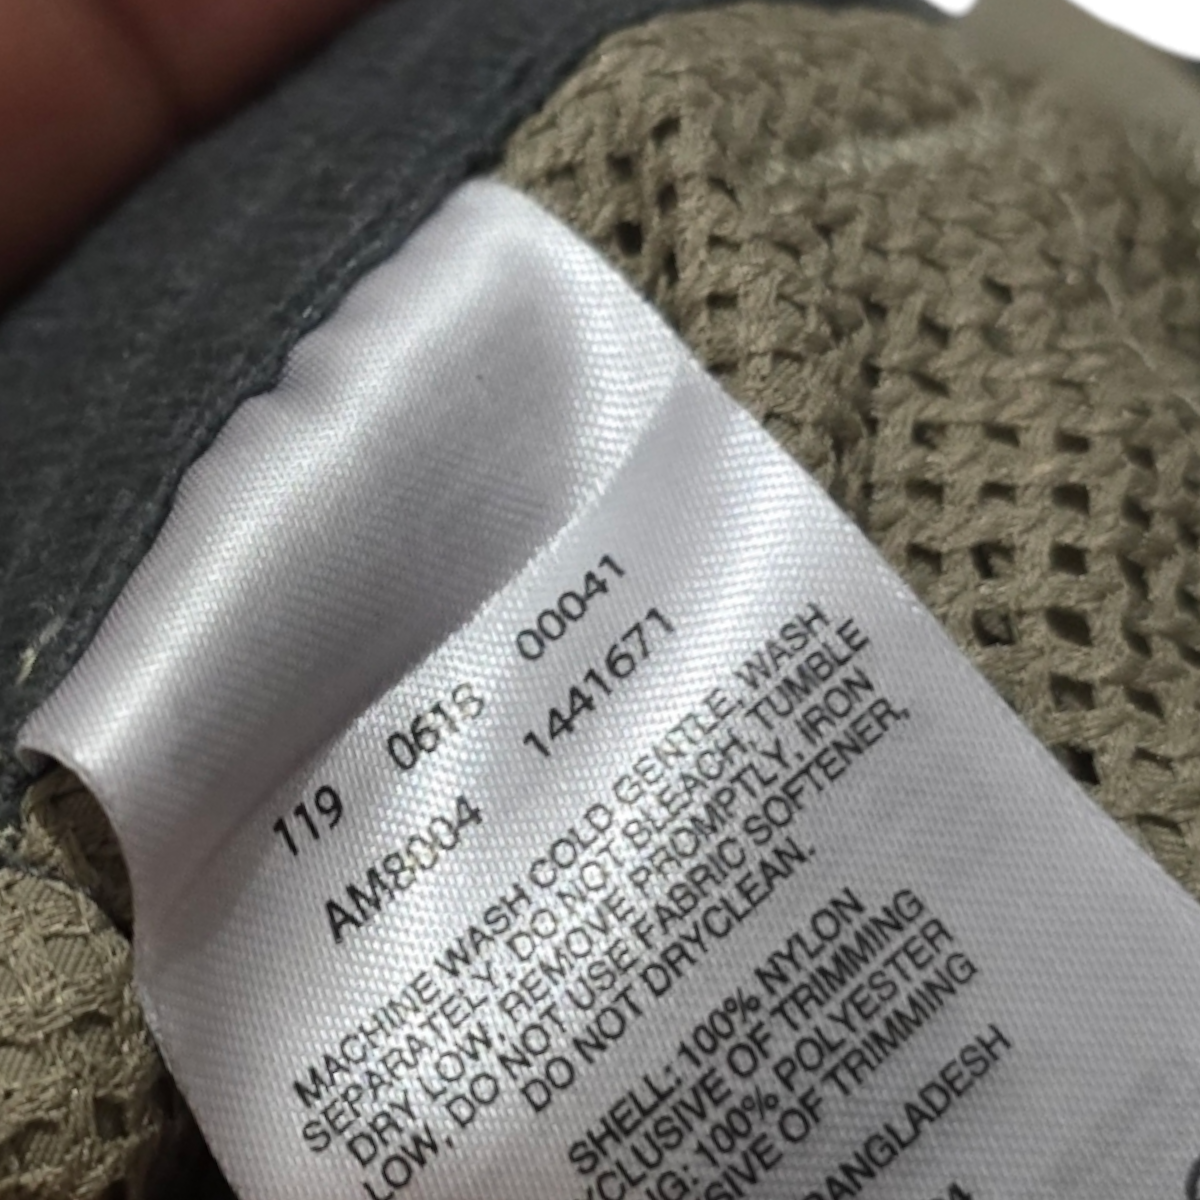 119 0618 00041
AM8004 1441671
MACHINE WASH COLD GENTLE, WASH
SEPARATELY, DO NOT BLEACH, TUMBLE
DRY LOW, REMOVE PROMPTLY, IRON
LOW, DO NOT USE FABRIC SOFTENER,
DO NOT DRYCLEAN.
SHELL: 100% NYLON
XCLUSIVE OF TRIMMING
NG: 100% POLYESTER
SIVE OF TRIMMING
BANGLADESH